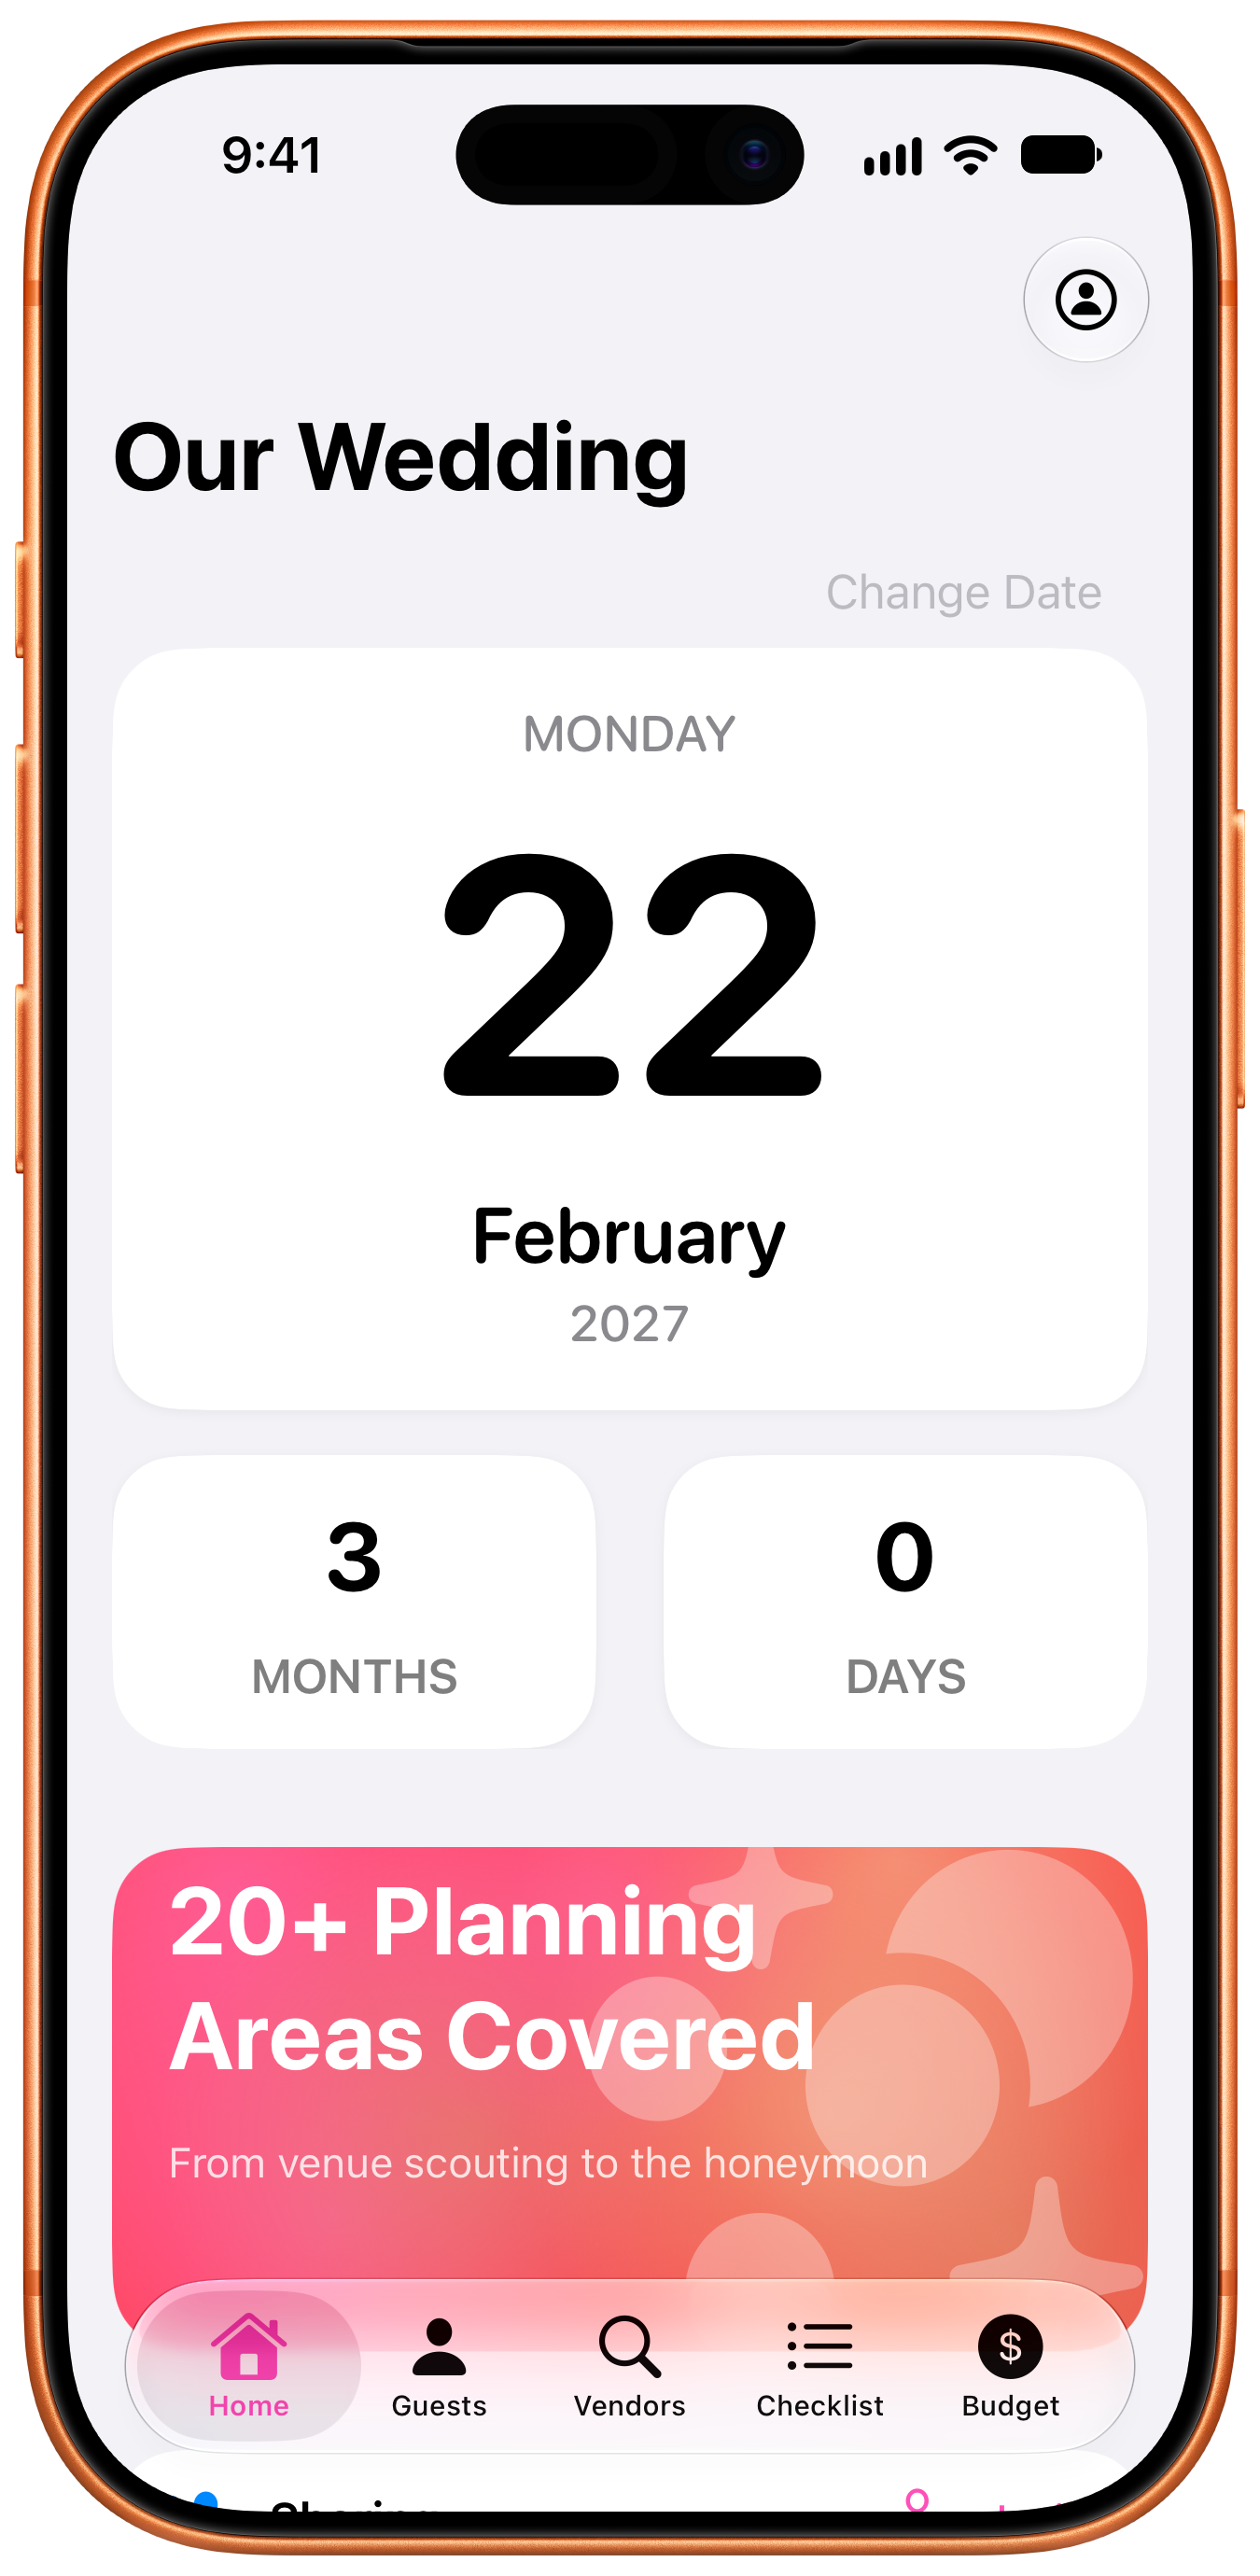 9:41
Our Wedding
Change Date
MONDAY
22
February
2027
3
MONTHS
0
DAYS
20+ Planning
Areas Covered
From venue scouting to the honeymoon
Home
Guests
Vendors
Checklist
Budget